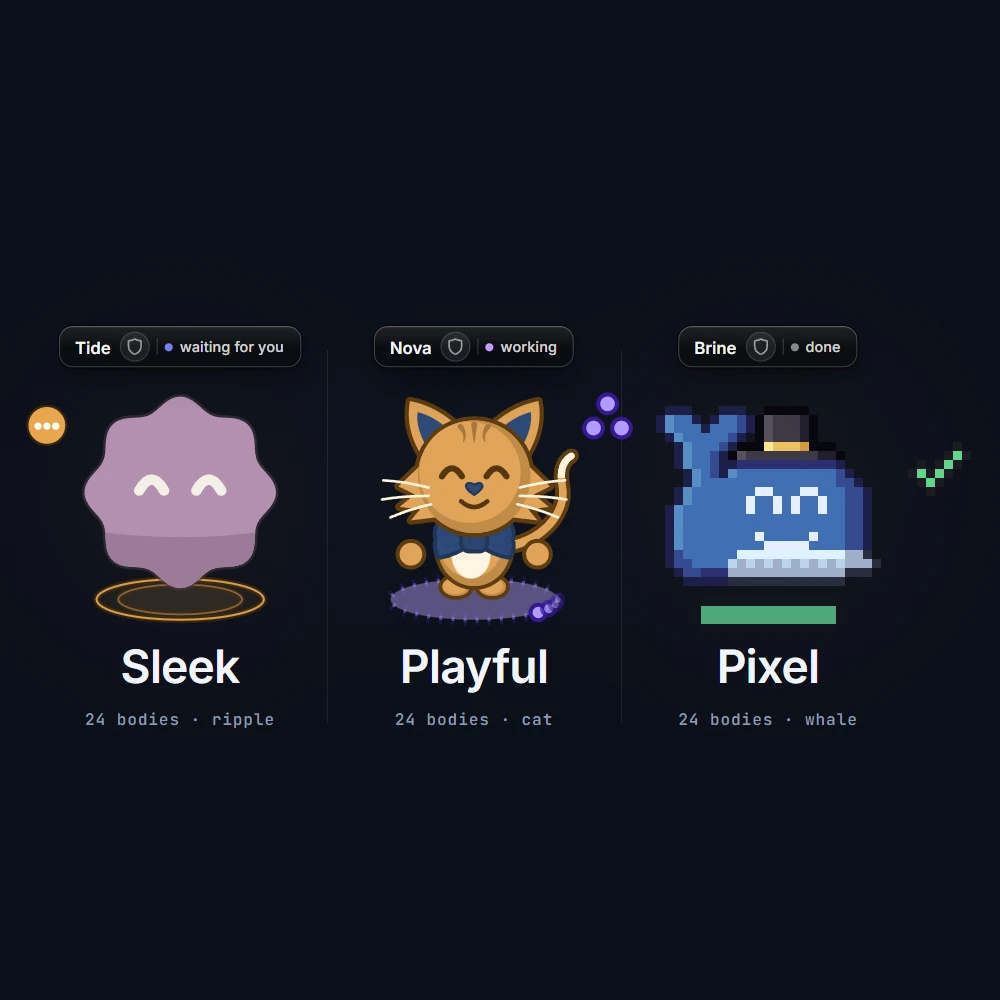 Tide waiting for you
Nova working
Brine done
Sleek
Playful
Pixel
24 bodies · ripple
24 bodies · cat
24 bodies · whale